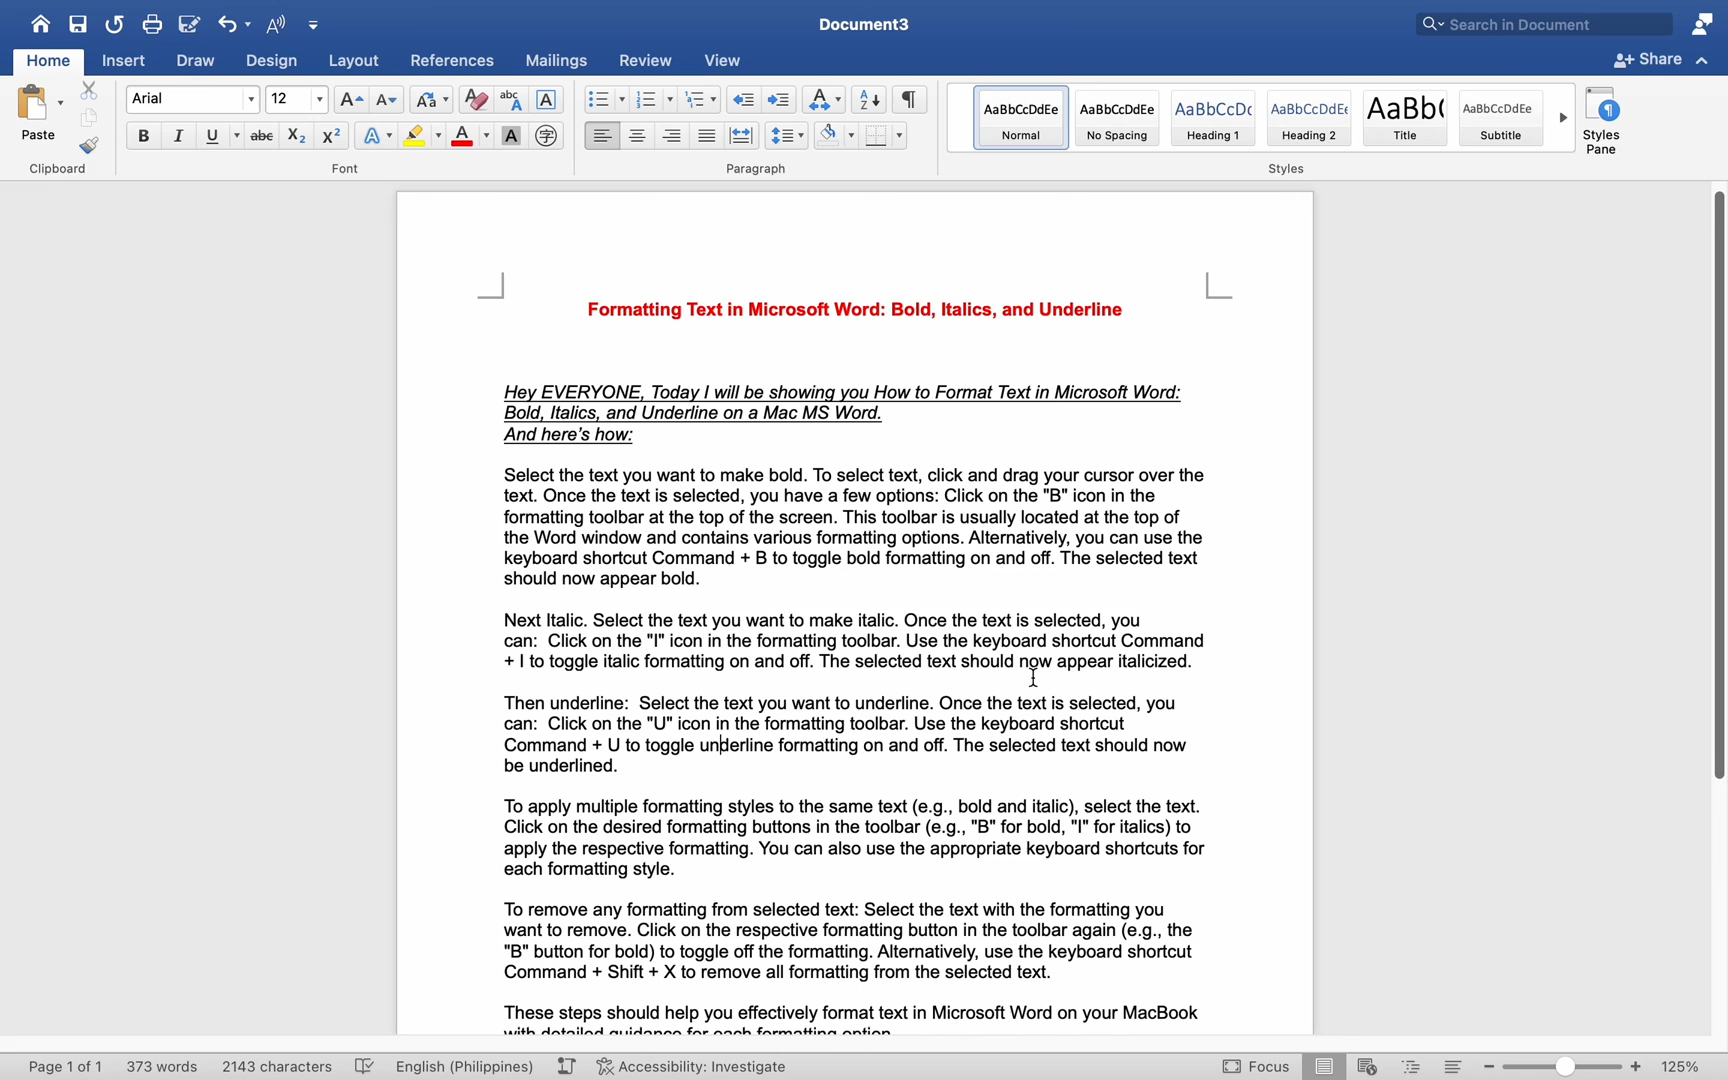 Document3
Search in Document
Home Insert Draw Design Layout References Mailings Review View
Share
Paste
Arial 12
AaBbCcDdEe AaBbCcDdEe AaBbCcDc AaBbCcDdEe AaBb( AaBbCcDdEe
Normal No Spacing Heading 1 Heading 2 Title Subtitle
Styles Pane
Clipboard Font Paragraph Styles
Formatting Text in Microsoft Word: Bold, Italics, and Underline
Hey EVERYONE, Today I will be showing you How to Format Text in Microsoft Word:
Bold, Italics, and Underline on a Mac MS Word.
And here's how:
Select the text you want to make bold. To select text, click and drag your cursor over the
text. Once the text is selected, you have a few options: Click on the "B" icon in the
formatting toolbar at the top of the screen. This toolbar is usually located at the top of
the Word window and contains various formatting options. Alternatively, you can use the
keyboard shortcut Command + B to toggle bold formatting on and off. The selected text
should now appear bold.
Next Italic. Select the text you want to make italic. Once the text is selected, you
can:  Click on the "I" icon in the formatting toolbar. Use the keyboard shortcut Command
+ I to toggle italic formatting on and off. The selected text should now appear italicized.
Then underline:  Select the text you want to underline. Once the text is selected, you
can:  Click on the "U" icon in the formatting toolbar. Use the keyboard shortcut
Command + U to toggle underline formatting on and off. The selected text should now
be underlined.
To apply multiple formatting styles to the same text (e.g., bold and italic), select the text.
Click on the desired formatting buttons in the toolbar (e.g., "B" for bold, "I" for italics) to
apply the respective formatting. You can also use the appropriate keyboard shortcuts for
each formatting style.
To remove any formatting from selected text: Select the text with the formatting you
want to remove. Click on the respective formatting button in the toolbar again (e.g., the
"B" button for bold) to toggle off the formatting. Alternatively, use the keyboard shortcut
Command + Shift + X to remove all formatting from the selected text.
These steps should help you effectively format text in Microsoft Word on your MacBook
with detailed guidance for each formatting option.
Page 1 of 1 373 words 2143 characters English (Philippines) Accessibility: Investigate Focus 125%